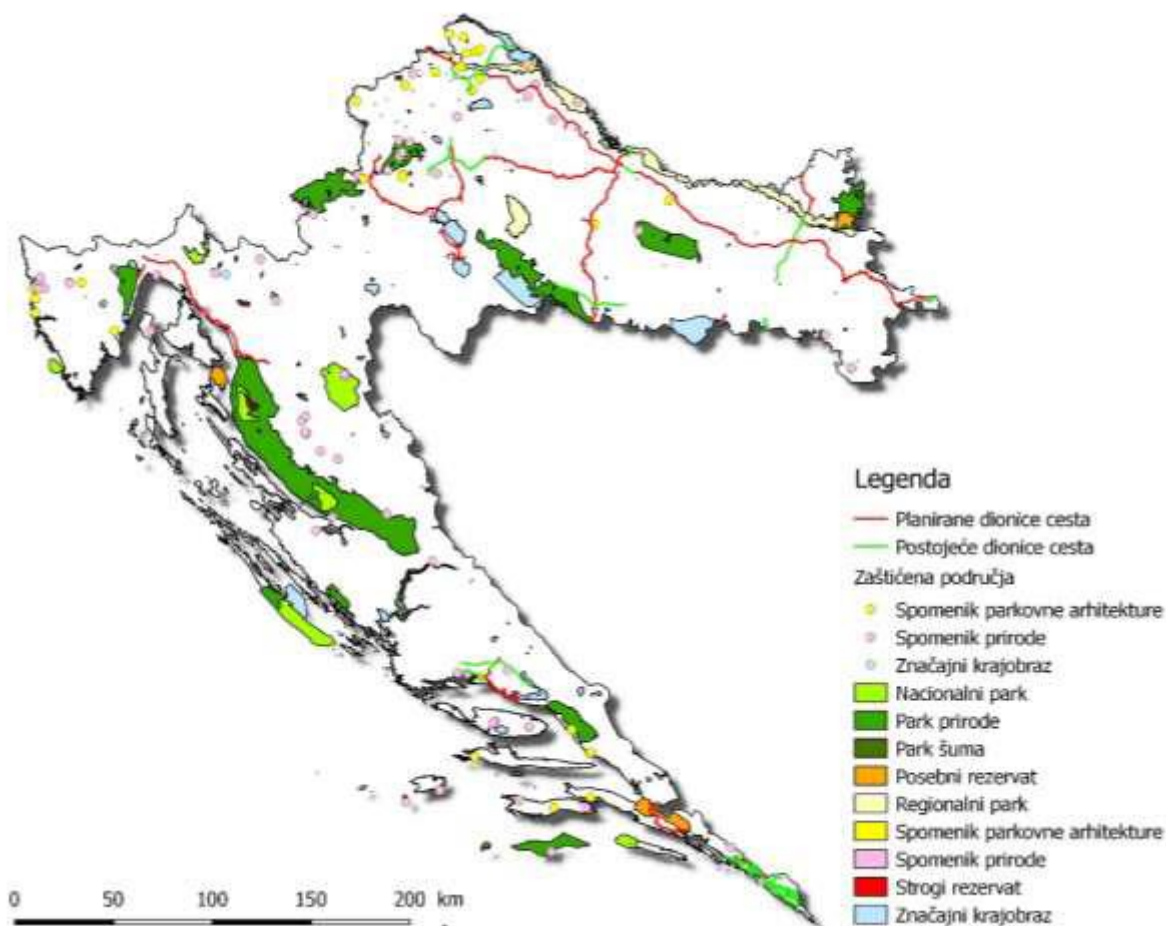 Legenda
Planirane dionice cesta
Postojeće dionice cesta
Zaštićena područja
Spomenik parkovne arhitekture
Spomenik prirode
Značajni krajobraz
Nacionalni park
Park prirode
Park šuma
Posebni rezervat
Regionalni park
Spomenik parkovne arhitekture
Spomenik prirode
Strogi rezervat
Značajni krajobraz
0 50 100 150 200 km